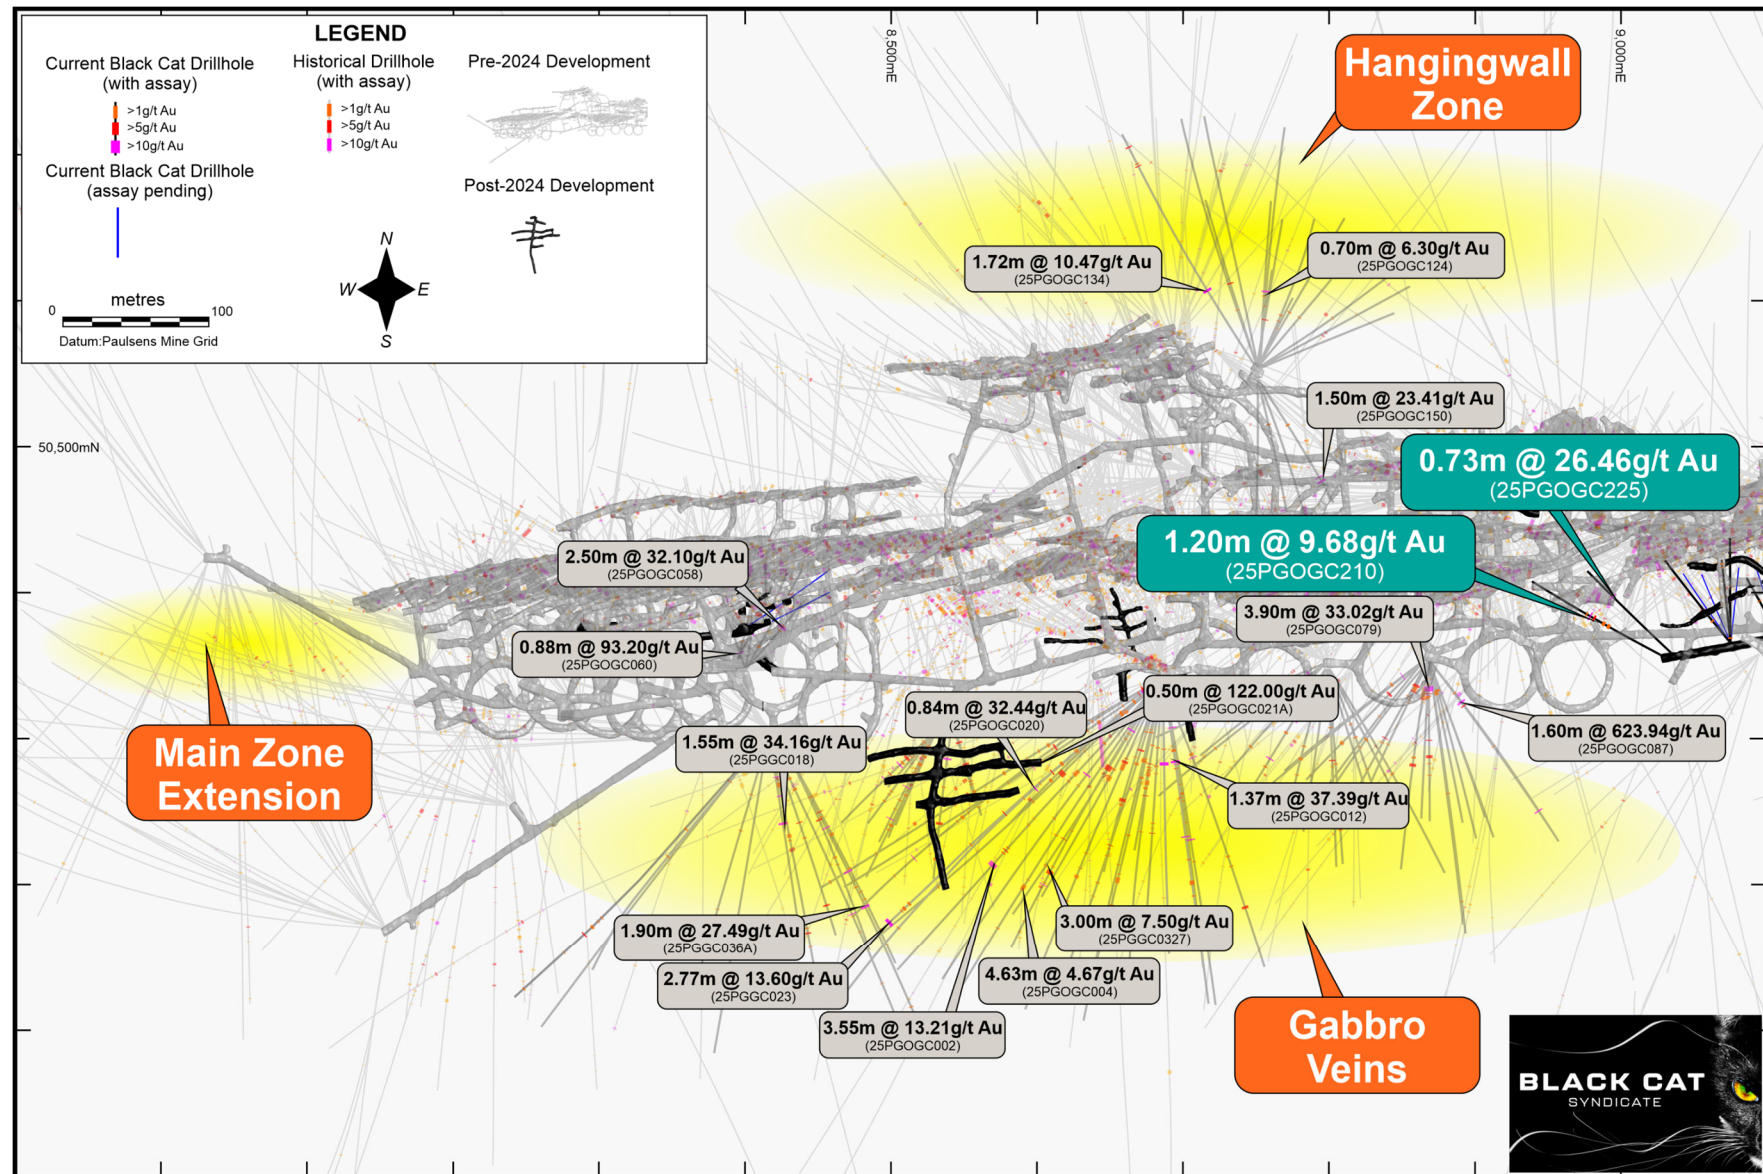 LEGEND
Current Black Cat Drillhole
(with assay)
>1g/t Au
>5g/t Au
>10g/t Au
Current Black Cat Drillhole
(assay pending)
Historical Drillhole
(with assay)
>1g/t Au
>5g/t Au
>10g/t Au
Pre-2024 Development
Post-2024 Development
N
W E
S
metres
0 100
Datum:Paulsens Mine Grid
8,500mE
9,000mE
50,500mN
Hangingwall
Zone
1.72m @ 10.47g/t Au
(25PGOGC134)
0.70m @ 6.30g/t Au
(25PGOGC124)
1.50m @ 23.41g/t Au
(25PGOGC150)
0.73m @ 26.46g/t Au
(25PGOGC225)
1.20m @ 9.68g/t Au
(25PGOGC210)
2.50m @ 32.10g/t Au
(25PGOGC058)
3.90m @ 33.02g/t Au
(25PGOGC079)
0.88m @ 93.20g/t Au
(25PGOGC060)
0.50m @ 122.00g/t Au
(25PGOGC021A)
0.84m @ 32.44g/t Au
(25PGOGC020)
1.60m @ 623.94g/t Au
(25PGOGC087)
1.55m @ 34.16g/t Au
(25PGGC018)
Main Zone
Extension
1.37m @ 37.39g/t Au
(25PGOGC012)
1.90m @ 27.49g/t Au
(25PGGC036A)
3.00m @ 7.50g/t Au
(25PGGC0327)
2.77m @ 13.60g/t Au
(25PGGC023)
4.63m @ 4.67g/t Au
(25PGOGC004)
3.55m @ 13.21g/t Au
(25PGOGC002)
Gabbro
Veins
BLACK CAT
SYNDICATE